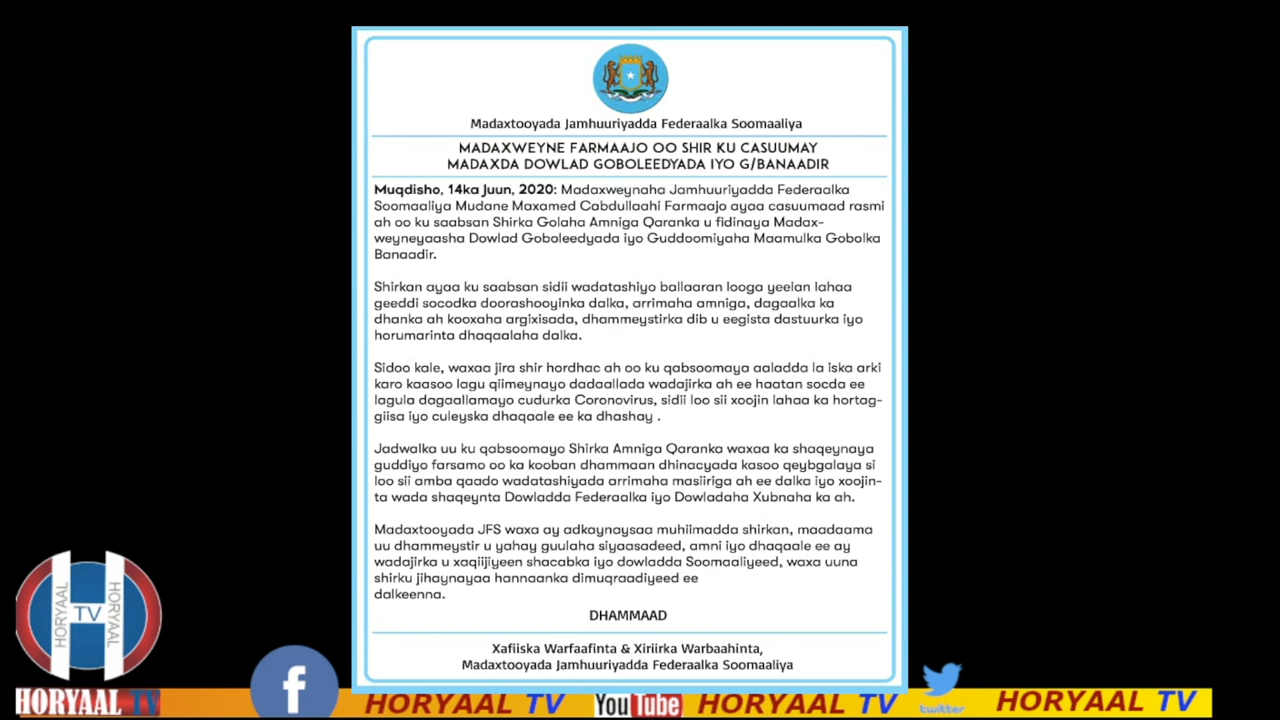 Madaxtooyada Jamhuuriyadda Federaalka Soomaaliya
MADAXWEYNE FARMAAJO OO SHIR KU CASUUMAY
MADAXDA DOWLAD GOBOLEEDYADA IYO G/BANAADIR
Muqdisho, 14ka Juun, 2020: Madaxweynaha Jamhuuriyadda Federaalka
Soomaaliya Mudane Maxamed Cabdullaahi Farmaajo ayaa casuumaad rasmi
ah oo ku saabsan Shirka Golaha Amniga Qaranka u fidinaya Madax-
weyneyaasha Dowlad Goboleedyada iyo Guddoomiyaha Maamulka Gobolka
Banaadir.
Shirkan ayaa ku saabsan sidii wadatashiyo ballaaran looga yeelan lahaa
geeddi socodka doorashooyinka dalka, arrimaha amniga, dagaalka ka
dhanka ah kooxaha argixisada, dhammeystirka dib u eegista dastuurka iyo
horumarinta dhaqaalaha dalka.
Sidoo kale, waxaa jira shir hordhac ah oo ku qabsoomaya aaladda la iska arki
karo kaasoo lagu qiimeynayo dadaallada wadajirka ah ee haatan socda ee
lagula dagaallamayo cudurka Coronovirus, sidii loo sii xoojin lahaa ka hortag-
giisa iyo culeyska dhaqaale ee ka dhashay .
Jadwalka uu ku qabsoomayo Shirka Amniga Qaranka waxaa ka shaqeynaya
guddiyo farsamo oo ka kooban dhammaan dhinacyada kasoo qeybgalaya si
loo sii amba qaado wadatashiyada arrimaha masiiriga ah ee dalka iyo xoojin-
ta wada shaqeynta Dowladda Federaalka iyo Dowladaha Xubnaha ka ah.
Madaxtooyada JFS waxa ay adkaynaysaa muhiimadda shirkan, maadaama
uu dhammeystir u yahay guulaha siyaasadeed, amni iyo dhaqaale ee ay
wadajirka u xaqiijiyeen shacabka iyo dowladda Soomaaliyeed, waxa uuna
shirku jihaynayaa hannaanka dimuqraadiyeed ee
dalkeenna.
DHAMMAAD
Xafiiska Warfaafinta & Xiriirka Warbaahinta,
Madaxtooyada Jamhuuriyadda Federaalka Soomaaliya
HORYAAL
TV
HORYAAL
HORYAAL TV
f
HORYAAL TV
YouTube
HORYAAL TV
twitter
HORYAAL TV